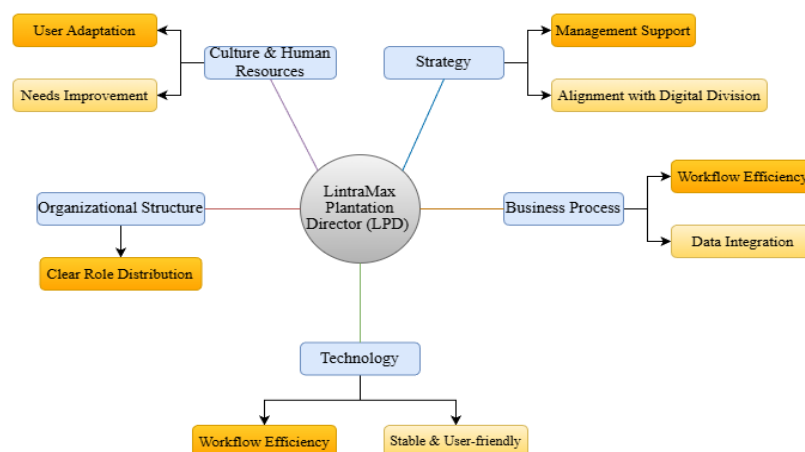 User Adaptation
Needs Improvement
Culture & Human
Resources
Strategy
Management Support
Alignment with Digital Division
LintraMax
Plantation
Director (LPD)
Organizational Structure
Clear Role Distribution
Business Process
Workflow Efficiency
Data Integration
Technology
Workflow Efficiency
Stable & User-friendly